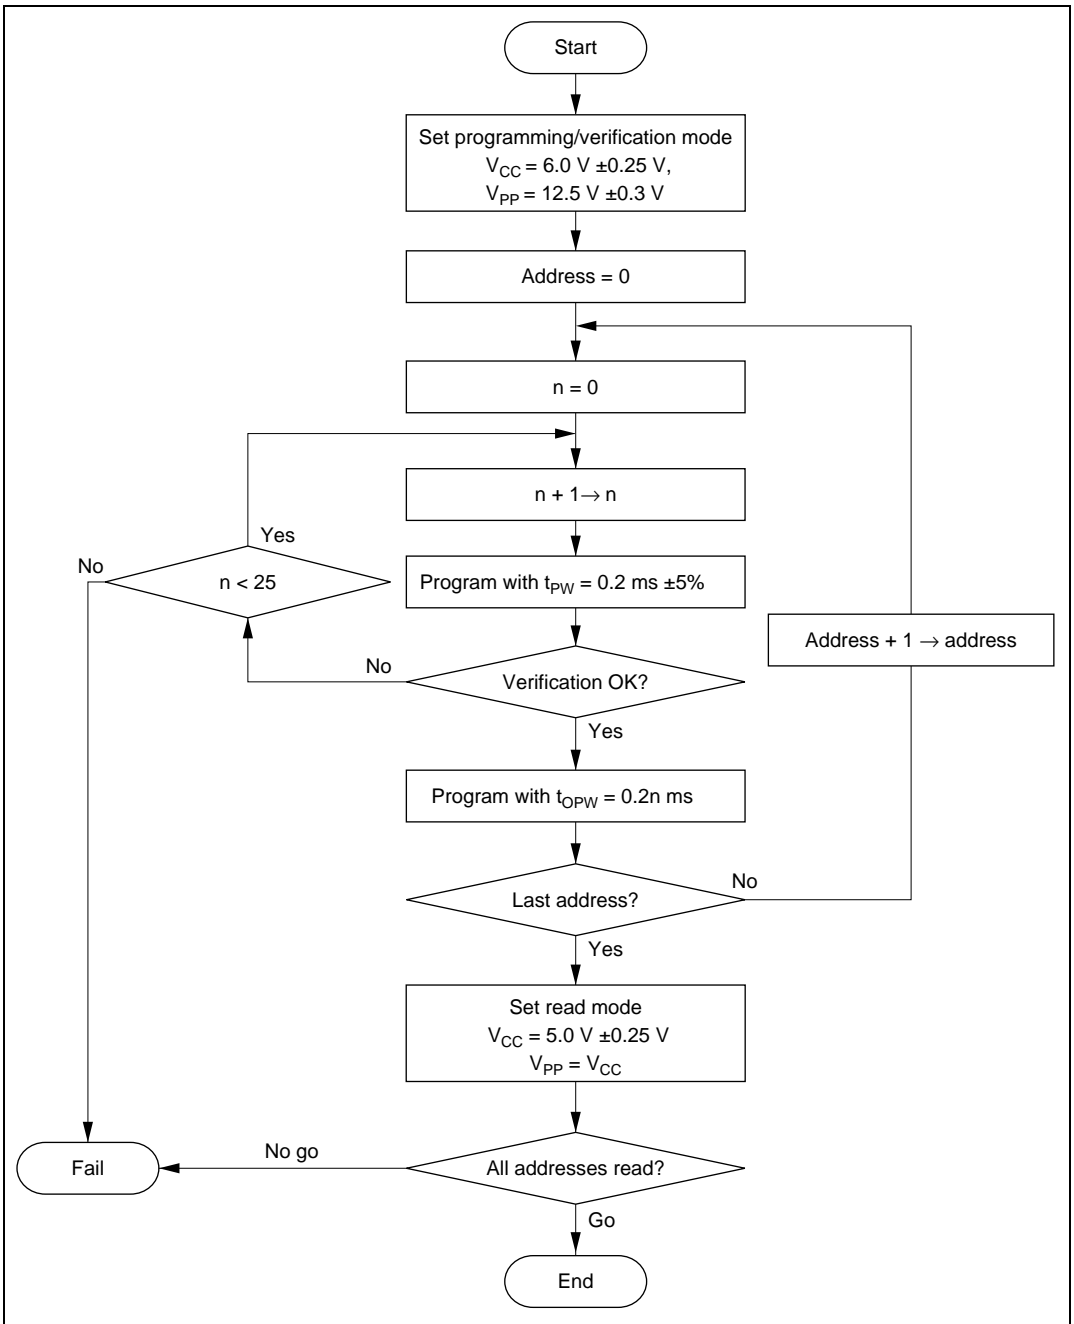 Start
Set programming/verification mode
VCC = 6.0 V ±0.25 V,
VPP = 12.5 V ±0.3 V
Address = 0
n = 0
n + 1→ n
Yes
No
n < 25
Program with tPW = 0.2 ms ±5%
Address + 1 → address
No
Verification OK?
Yes
Program with tOPW = 0.2n ms
Last address?
No
Yes
Set read mode
VCC = 5.0 V ±0.25 V
VPP = VCC
Fail
No go
All addresses read?
Go
End